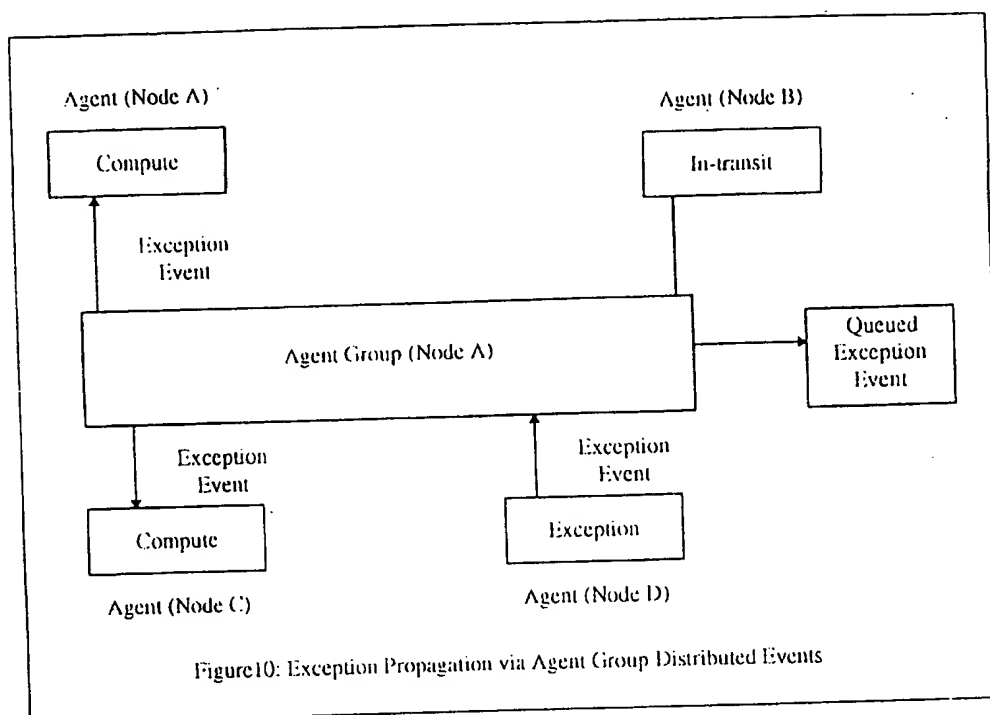 Agent (Node A)
Agent (Node B)
Compute
In-transit
Exception
Event
Agent Group (Node A)
Queued
Exception
Event
Exception
Event
Exception
Event
Compute
Exception
Agent (Node C)
Agent (Node D)
Figure10: Exception Propagation via Agent Group Distributed Events